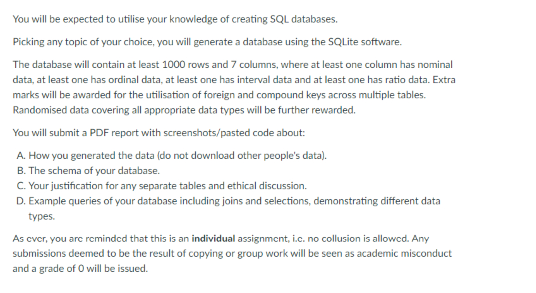 You will be expected to utilise your knowledge of creating SQL databases.
Picking any topic of your choice, you will generate a database using the SQLite software.
The database will contain at least 1000 rows and 7 columns, where at least one column has nominal
data, at least one has ordinal data, at least one has interval data and at least one has ratio data. Extra
marks will be awarded for the utilisation of foreign and compound keys across multiple tables.
Randomised data covering all appropriate data types will be further rewarded.
You will submit a PDF report with screenshots/pasted code about:
A. How you generated the data (do not download other people's data).
B. The schema of your database.
C. Your justification for any separate tables and ethical discussion.
D. Example queries of your database including joins and selections, demonstrating different data
types.
As ever, you are reminded that this is an individual assignment, i.e. no collusion is allowed. Any
submissions deemed to be the result of copying or group work will be seen as academic misconduct
and a grade of 0 will be issued.